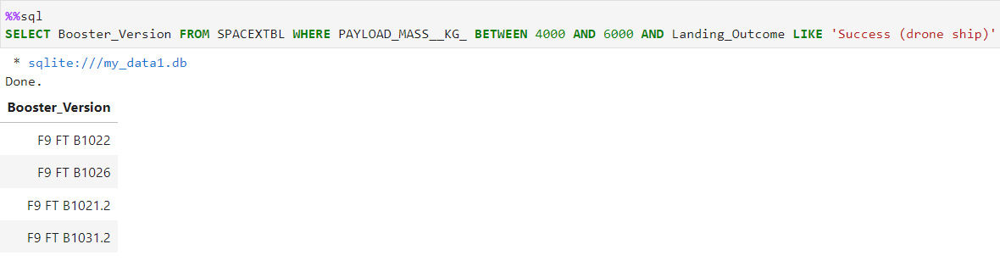 %%sql
SELECT Booster_Version FROM SPACEXTBL WHERE PAYLOAD_MASS__KG_ BETWEEN 4000 AND 6000 AND Landing_Outcome LIKE 'Success (drone ship)'
* sqlite:///my_data1.db
Done.
Booster_Version
F9 FT B1022
F9 FT B1026
F9 FT B1021.2
F9 FT B1031.2